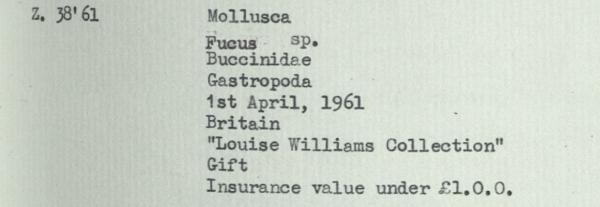 Z. 38'61 Mollusca
Fucus sp.
Buccinidae
Gastropoda
1st April, 1961
Britain
"Louise Williams Collection"
Gift
Insurance value under £1.0.0.